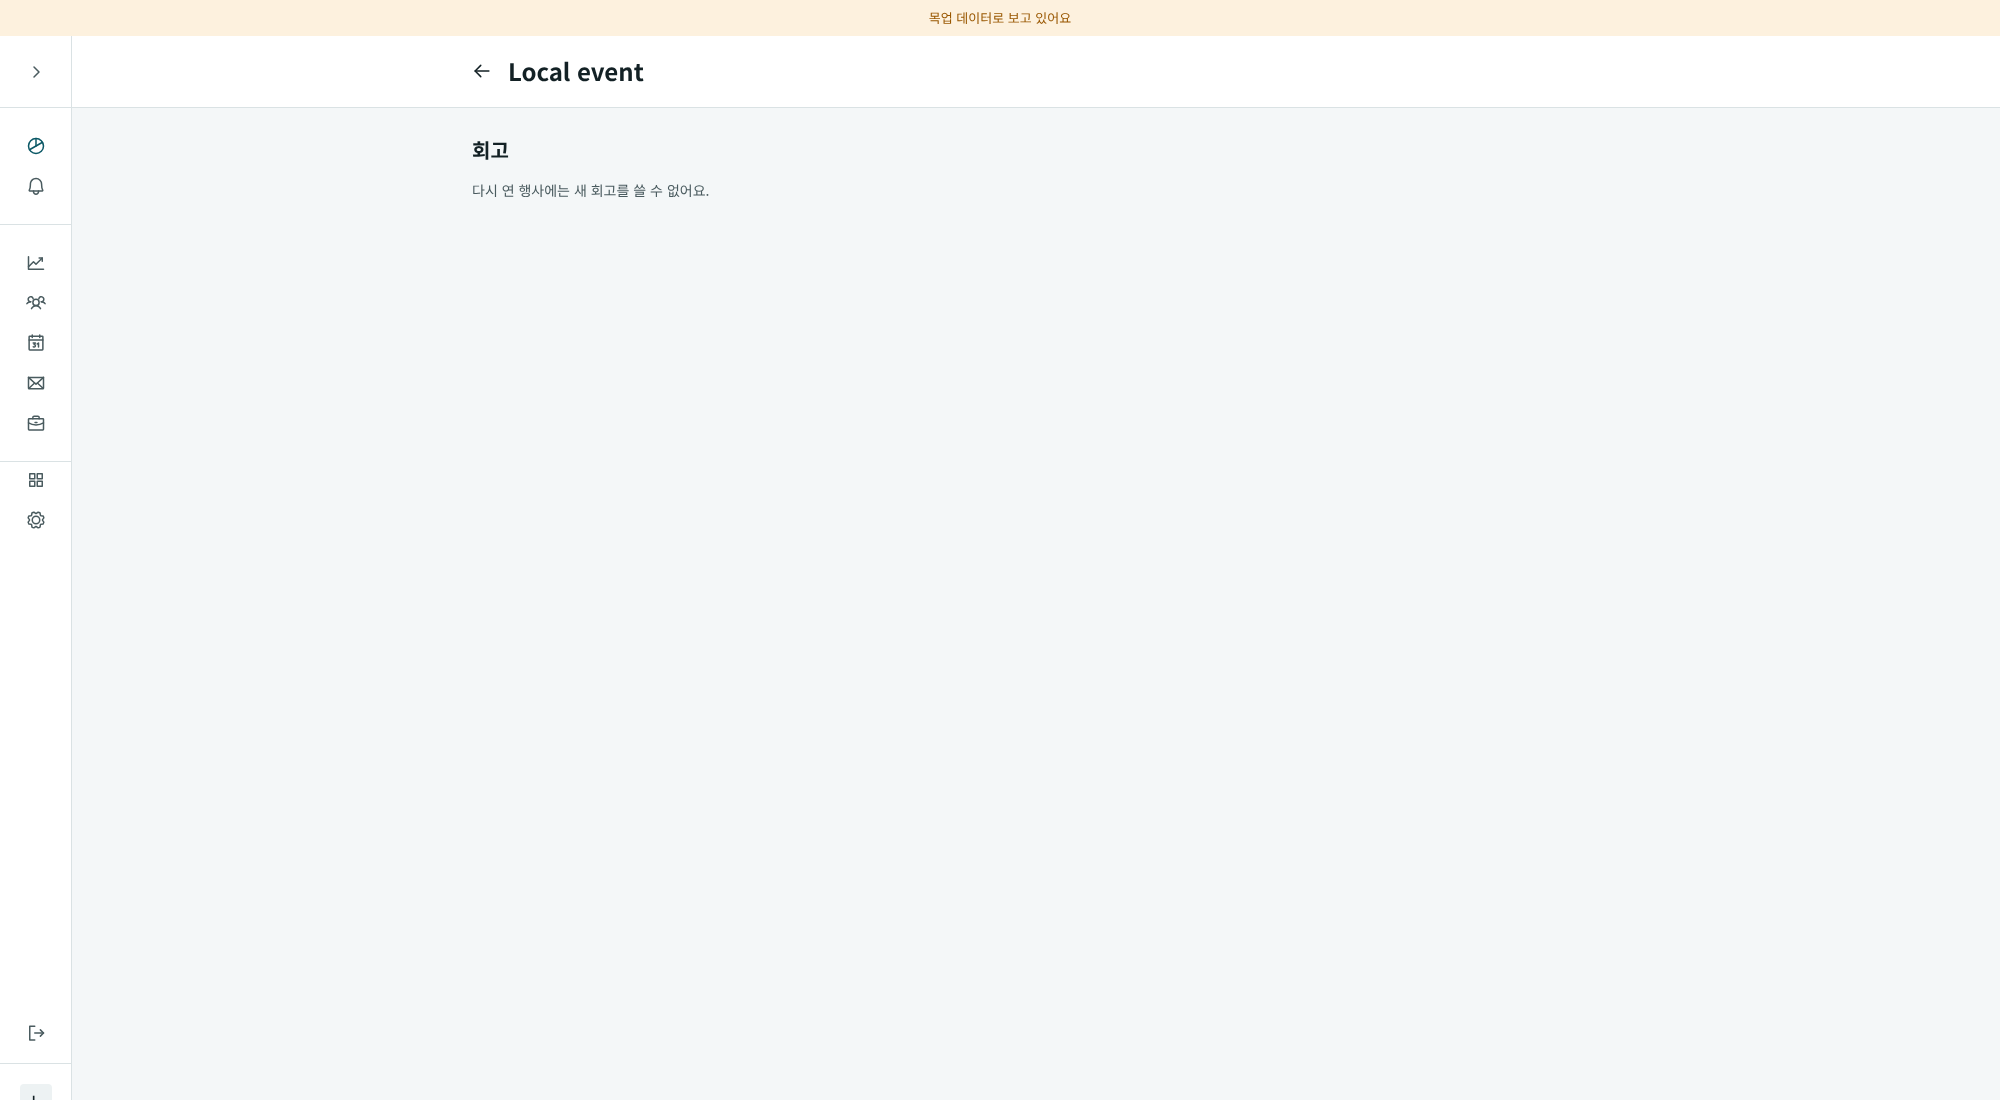 목업 데이터로 보고 있어요
Local event
회고
다시 연 행사에는 새 회고를 쓸 수 없어요.
31